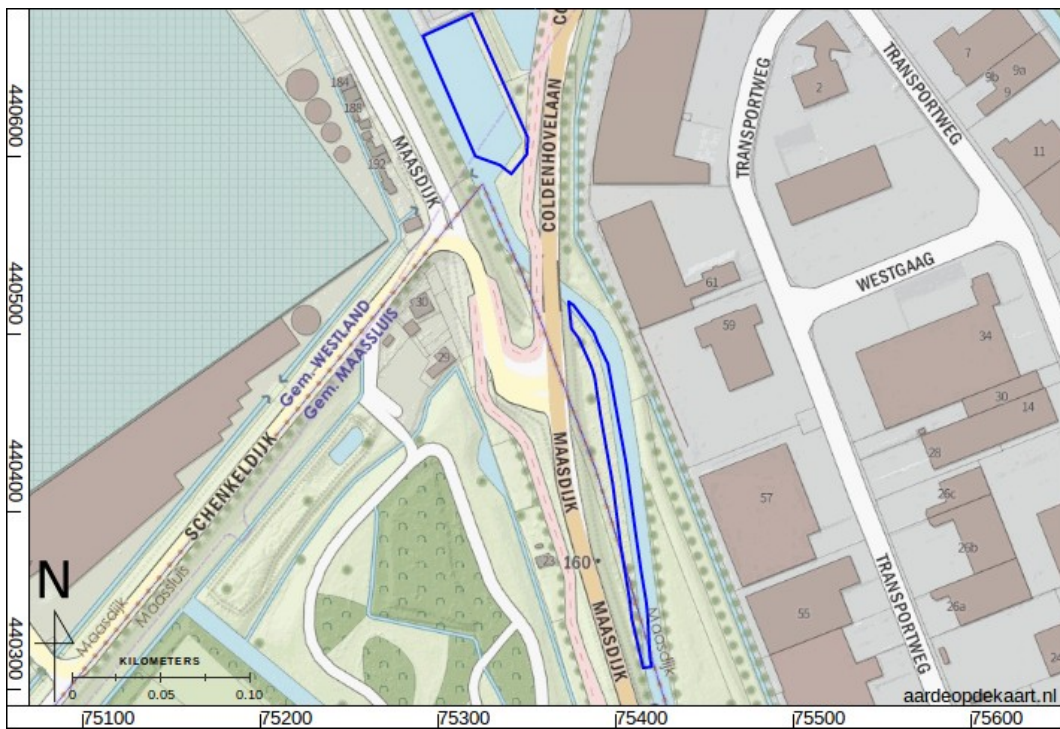 440600
440500
440400
440300
184
188
192
MAASDIJK
COLDENHOVELAAN
CO
TRANSPORTWEG
TRANSPORTWEG
2
7
9b
9a
9
11
WESTGAAG
61
59
34
30
14
28
57
26c
26b
26a
55
24
TRANSPORTWEG
30
29
Gem. WESTLAND
Gem. MAASSLUIS
SCHENKELDIJK
MAASDIJK
23
160
MAASDIJK
Maasdijk
Maasdijk
Maassluis
N
KILOMETERS
0 0.05 0.10
aardeopdekaart.nl
75100 75200 75300 75400 75500 75600